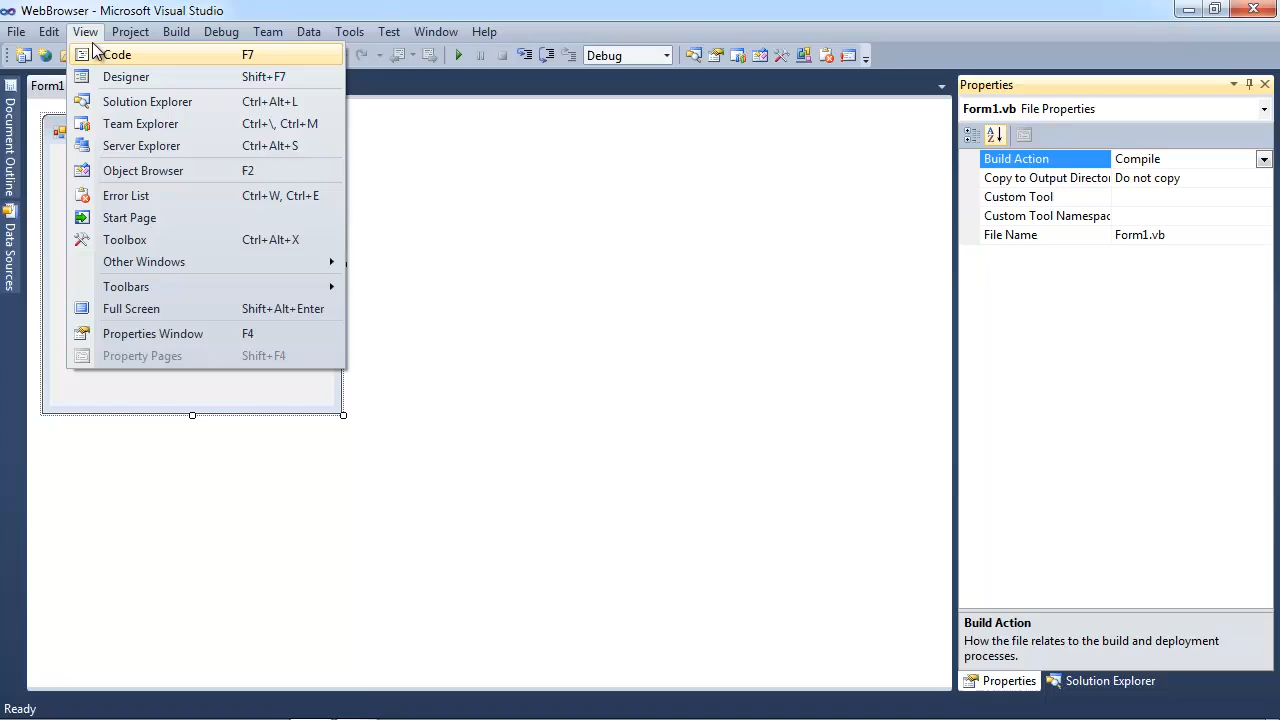 WebBrowser - Microsoft Visual Studio
File Edit View Project Build Debug Team Tools Data Test Window Help
Debug
Form1
Code F7
Designer Shift+F7
Solution Explorer Ctrl+Alt+L
Team Explorer Ctrl+\, Ctrl+M
Server Explorer Ctrl+Alt+S
Object Browser F2
Error List Ctrl+W, Ctrl+E
Start Page
Toolbox Ctrl+Alt+X
Other Windows
Toolbars
Full Screen Shift+Alt+Enter
Properties Window F4
Property Pages Shift+F4
Document Outline
Data Sources
Properties
Form1.vb File Properties
Build Action Compile
Copy to Output Director Do not copy
Custom Tool
Custom Tool Namespac
File Name Form1.vb
Build Action
How the file relates to the build and deployment
processes.
Properties Solution Explorer
Ready